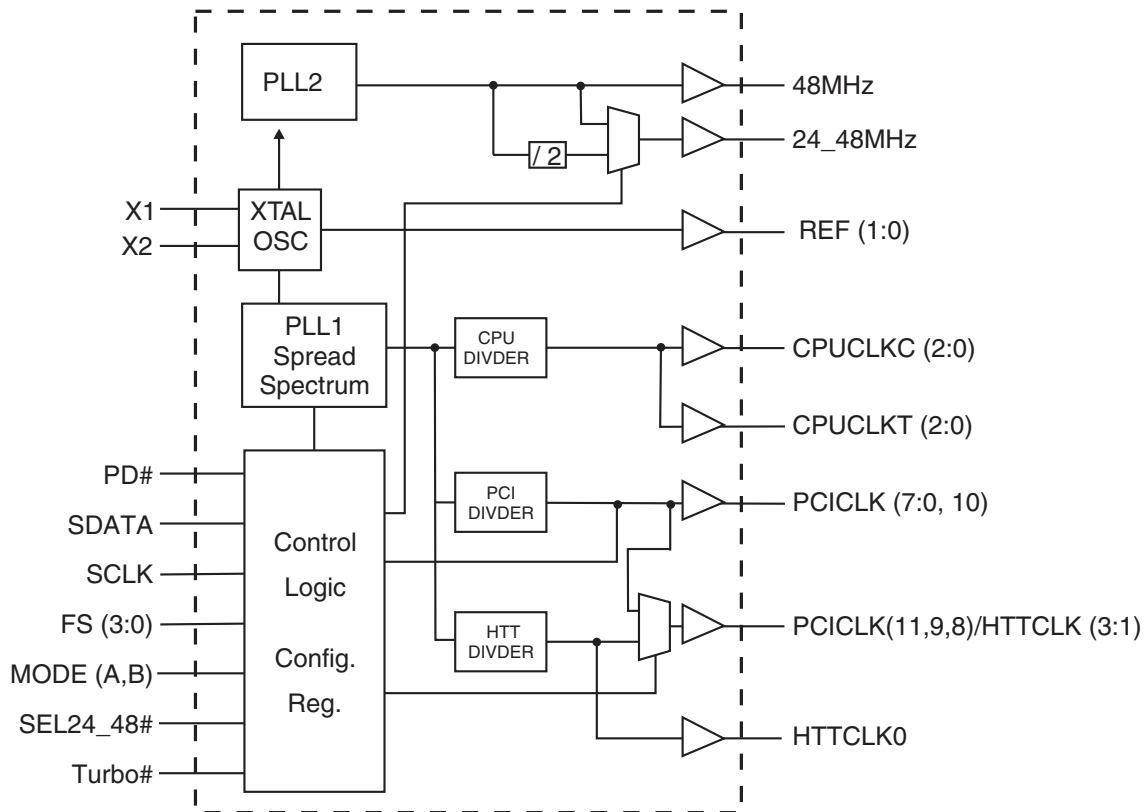 PLL2
48MHz
24_48MHz
/ 2
X1
X2
XTAL
OSC
REF (1:0)
PLL1
Spread
Spectrum
CPU
DIVDER
CPUCLKC (2:0)
CPUCLKT (2:0)
PD#
SDATA
SCLK
FS (3:0)
MODE (A,B)
SEL24_48#
Turbo#
Control
Logic
Config.
Reg.
PCI
DIVDER
PCICLK (7:0, 10)
HTT
DIVDER
PCICLK(11,9,8)/HTTCLK (3:1)
HTTCLK0